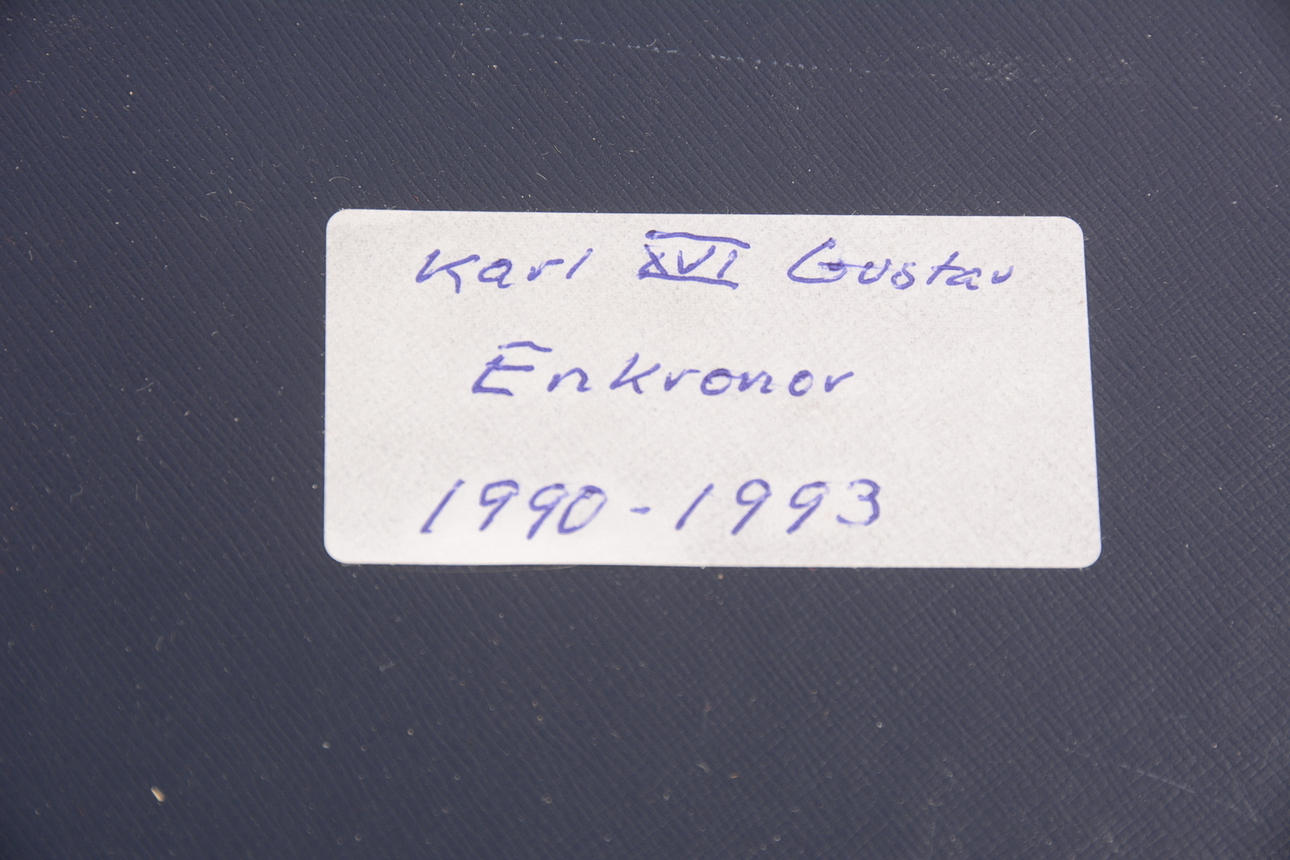 Karl XVI Gustav
Enkronor
1990-1993